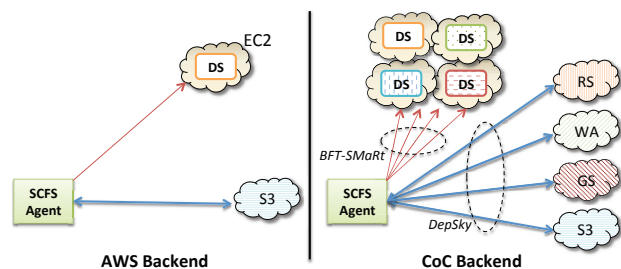 EC2
DS
SCFS
Agent
S3
AWS Backend
DS
DS
DS
DS
BFT-SMaRt
SCFS
Agent
DepSky
RS
WA
GS
S3
CoC Backend